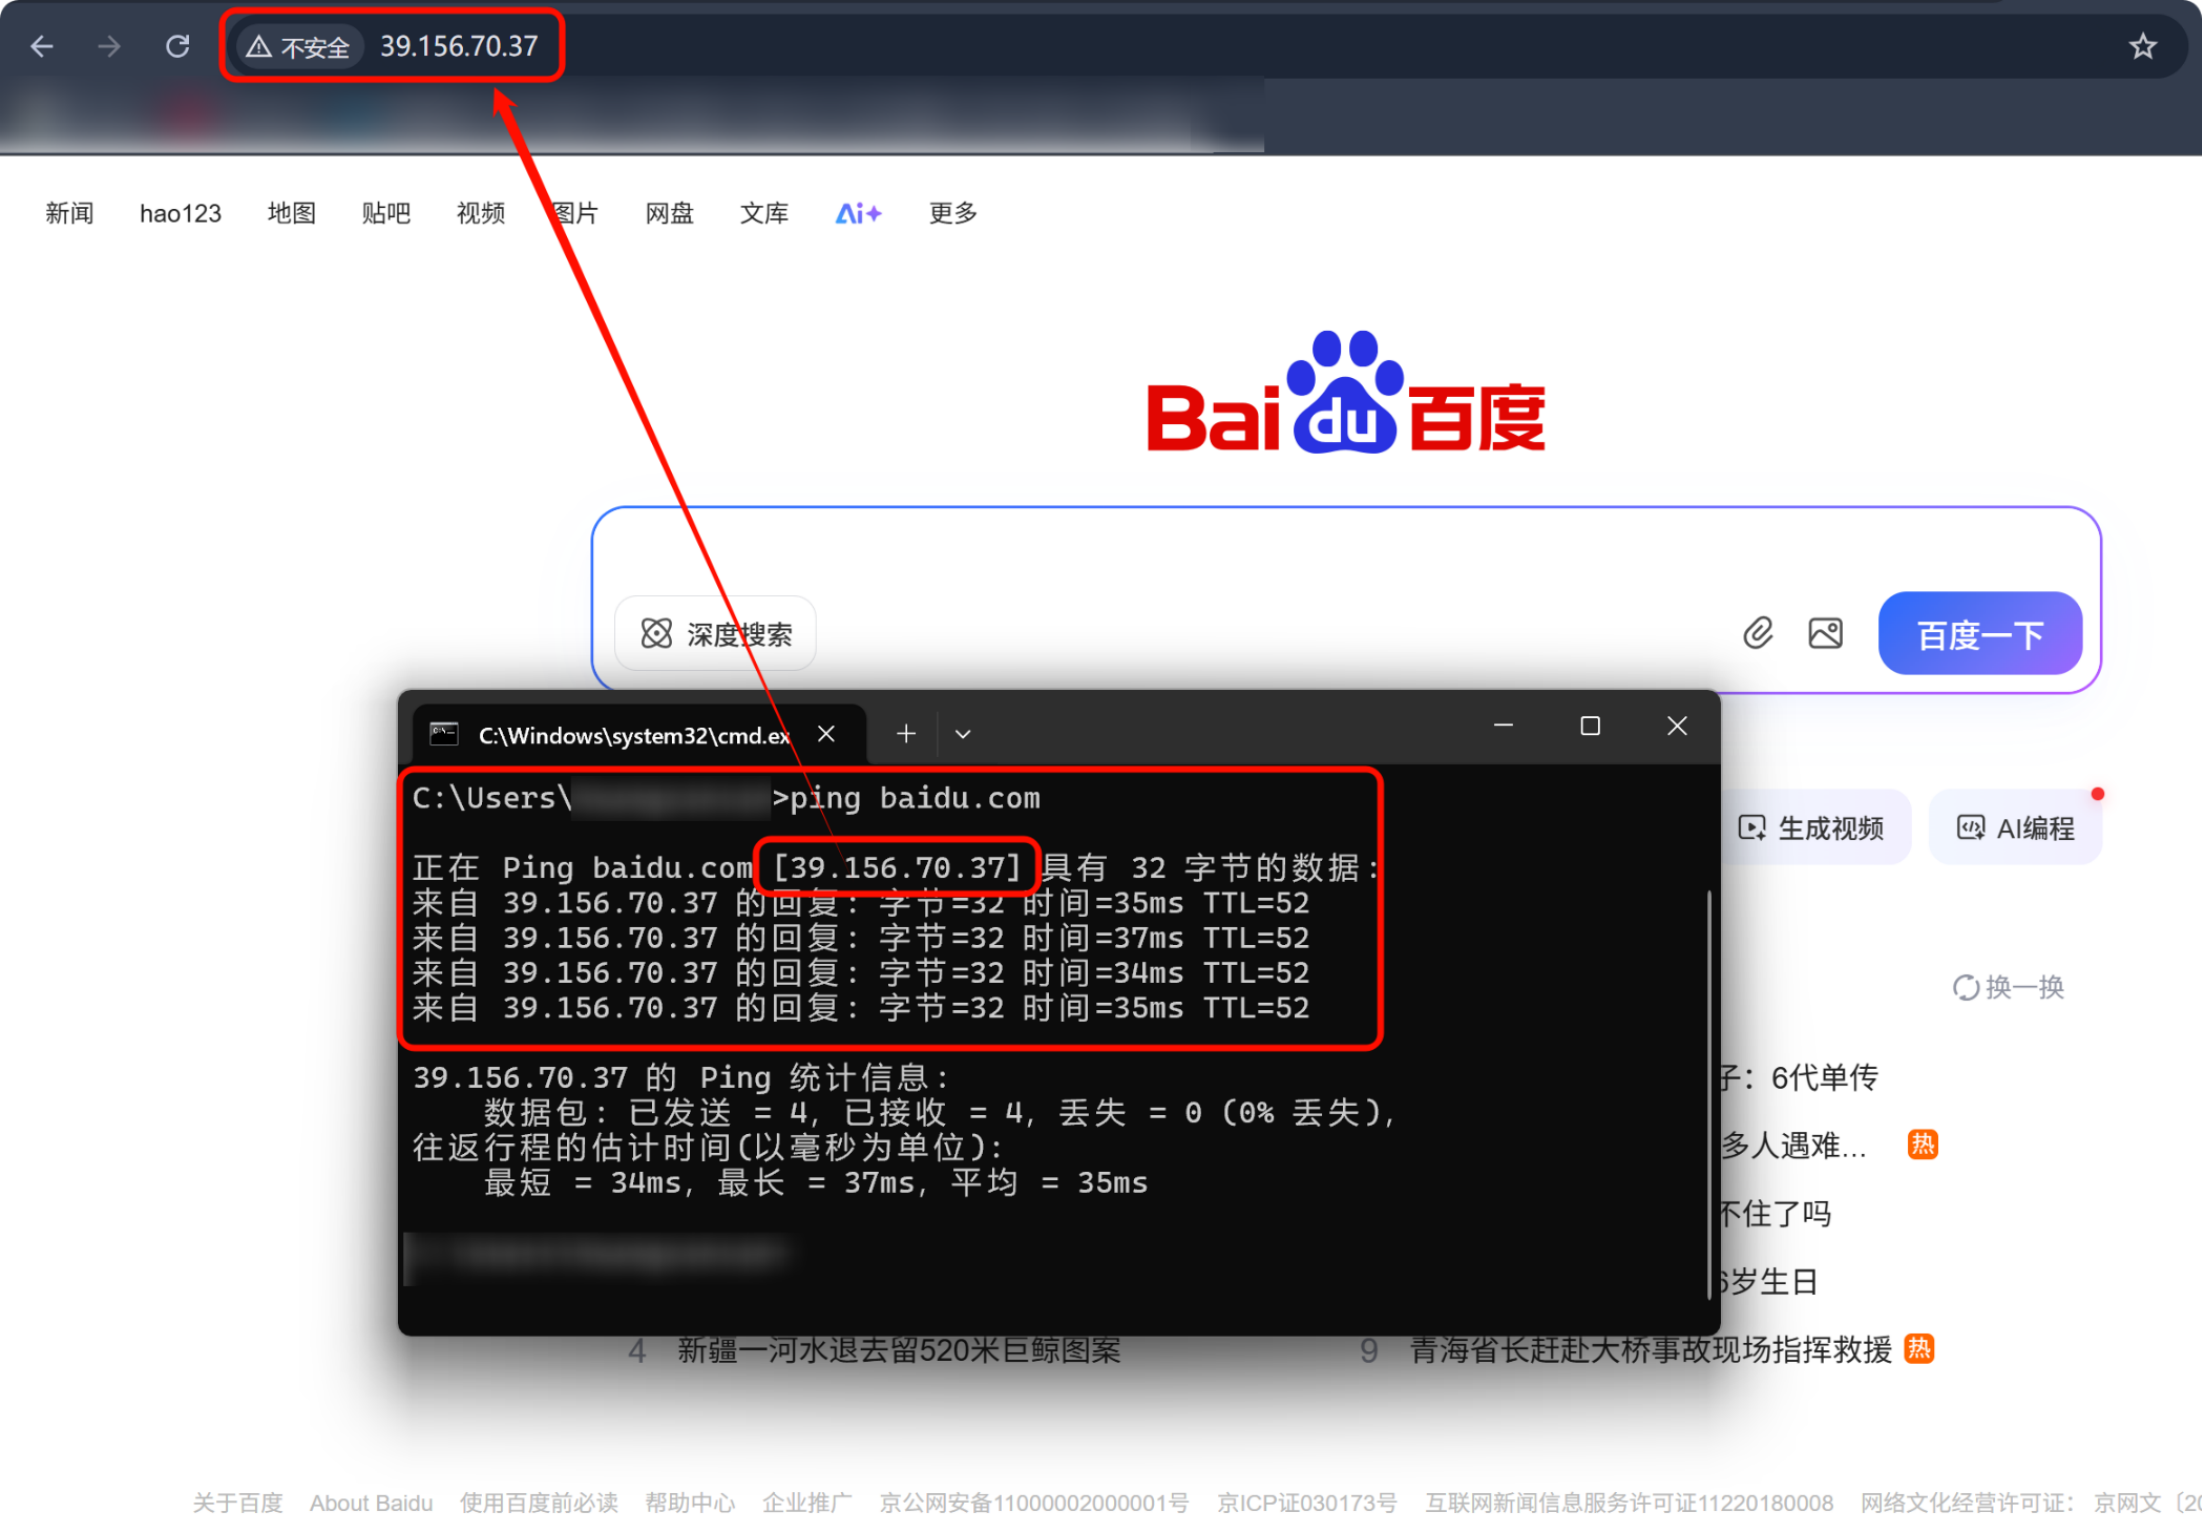 不安全 39.156.70.37
新闻 hao123 地图 贴吧 视频 图片 网盘 文库 Ai+ 更多
Bai du 百度
深度搜索 百度一下
C:\Windows\system32\cmd.ex
C:\Users\ >ping baidu.com
正在 Ping baidu.com [39.156.70.37] 具有 32 字节的数据:
来自 39.156.70.37 的回复: 字节=32 时间=35ms TTL=52
来自 39.156.70.37 的回复: 字节=32 时间=37ms TTL=52
来自 39.156.70.37 的回复: 字节=32 时间=34ms TTL=52
来自 39.156.70.37 的回复: 字节=32 时间=35ms TTL=52
39.156.70.37 的 Ping 统计信息:
数据包: 已发送 = 4, 已接收 = 4, 丢失 = 0 (0% 丢失),
往返行程的估计时间(以毫秒为单位):
最短 = 34ms, 最长 = 37ms, 平均 = 35ms
生成视频 AI编程
换一换
子：6代单传
多人遇难... 热
不住了吗
6岁生日
4 新疆一河水退去留520米巨鲸图案
9 青海省长赶赴大桥事故现场指挥救援 热
关于百度 About Baidu 使用百度前必读 帮助中心 企业推广 京公网安备11000002000001号 京ICP证030173号 互联网新闻信息服务许可证11220180008 网络文化经营许可证： 京网文〔20